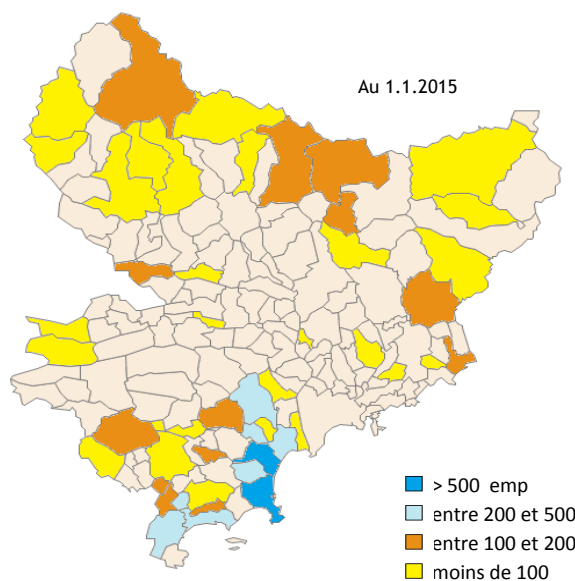 Au 1.1.2015
> 500 emp
entre 200 et 500
entre 100 et 200
moins de 100